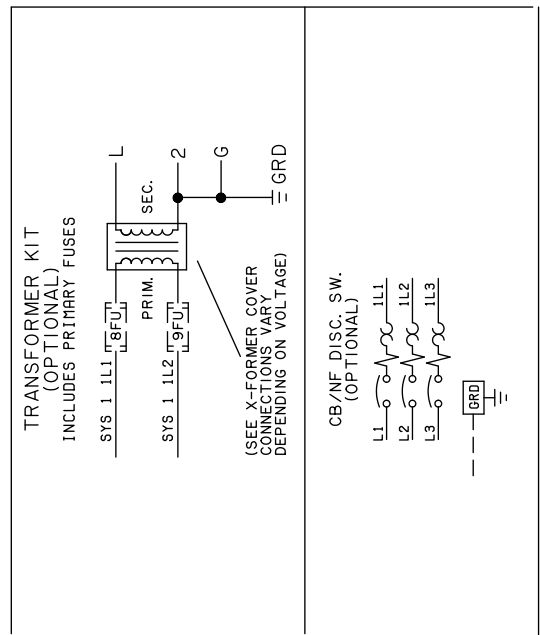 TRANSFORMER KIT
(OPTIONAL)
INCLUDES PRIMARY FUSES
SYS 1 1L1
8FU
PRIM.
SEC.
L
SYS 1 1L2
9FU
2
G
GRD
(SEE X-FORMER COVER
CONNECTIONS VARY
DEPENDING ON VOLTAGE)
CB/NF DISC. SW.
(OPTIONAL)
L1
1L1
L2
1L2
L3
1L3
GRD